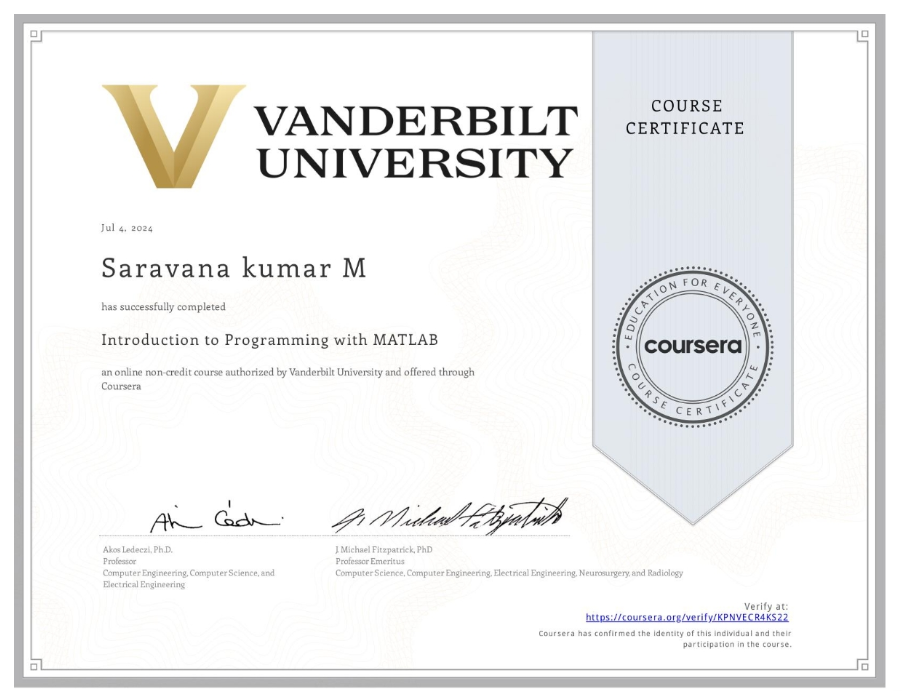 VANDERBILT
UNIVERSITY
COURSE
CERTIFICATE
Jul 4, 2024
Saravana kumar M
has successfully completed
Introduction to Programming with MATLAB
an online non-credit course authorized by Vanderbilt University and offered through
Coursera
EDUCATION FOR EVERYONE
coursera
COURSE CERTIFICATE
Akos Ledeczi, Ph.D.
Professor
Computer Engineering, Computer Science, and
Electrical Engineering
J. Michael Fitzpatrick, PhD
Professor Emeritus
Computer Science, Computer Engineering, Electrical Engineering, Neurosurgery, and Radiology
Verify at:
https://coursera.org/verify/KPNVECR4KS22
Coursera has confirmed the identity of this individual and their
participation in the course.